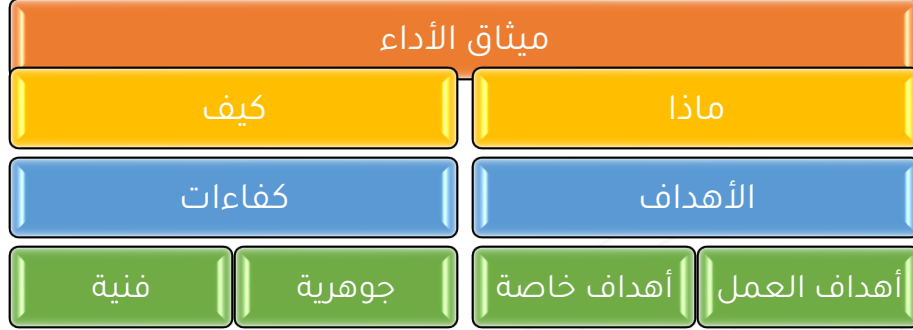 ميثاق الأداء
ماذا
كيف
الأهداف
كفاءات
أهداف العمل
أهداف خاصة
جوهرية
فنية